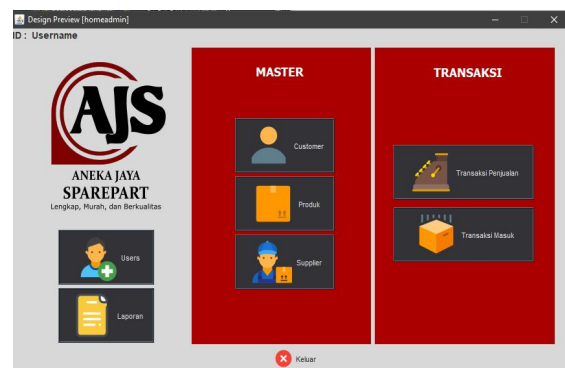 Design Preview [homeadmin]
ID : Username
AJS
ANEKA JAYA
SPAREPART
Lengkap, Murah, dan Berkualitas
Users
Laporan
MASTER
Customer
Produk
Supplier
TRANSAKSI
Transaksi Penjualan
Transaksi Masuk
Keluar